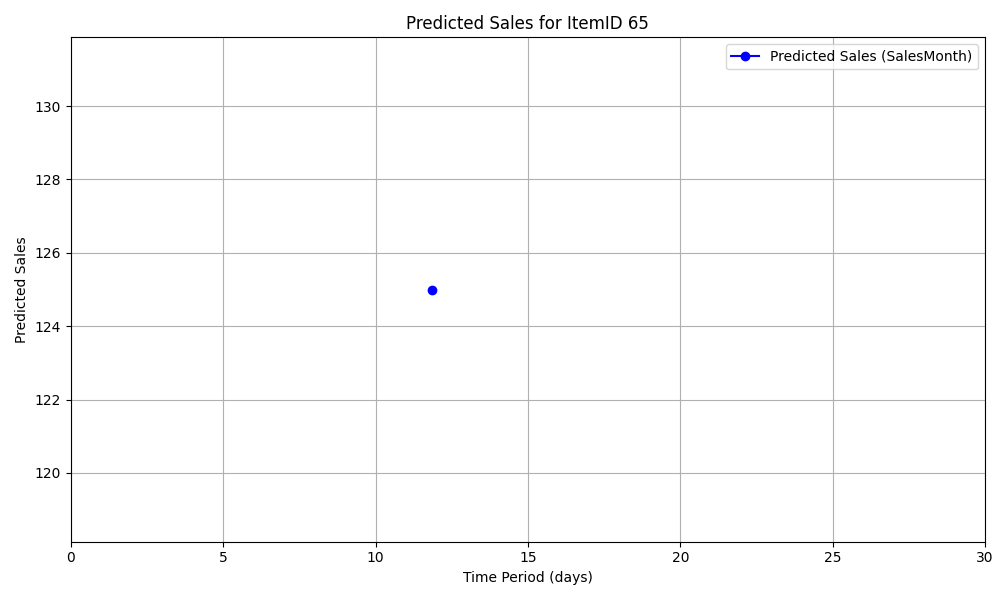 Predicted Sales for ItemID 65
Predicted Sales (SalesMonth)
Predicted Sales
130
128
126
124
122
120
0 5 10 15 20 25 30
Time Period (days)